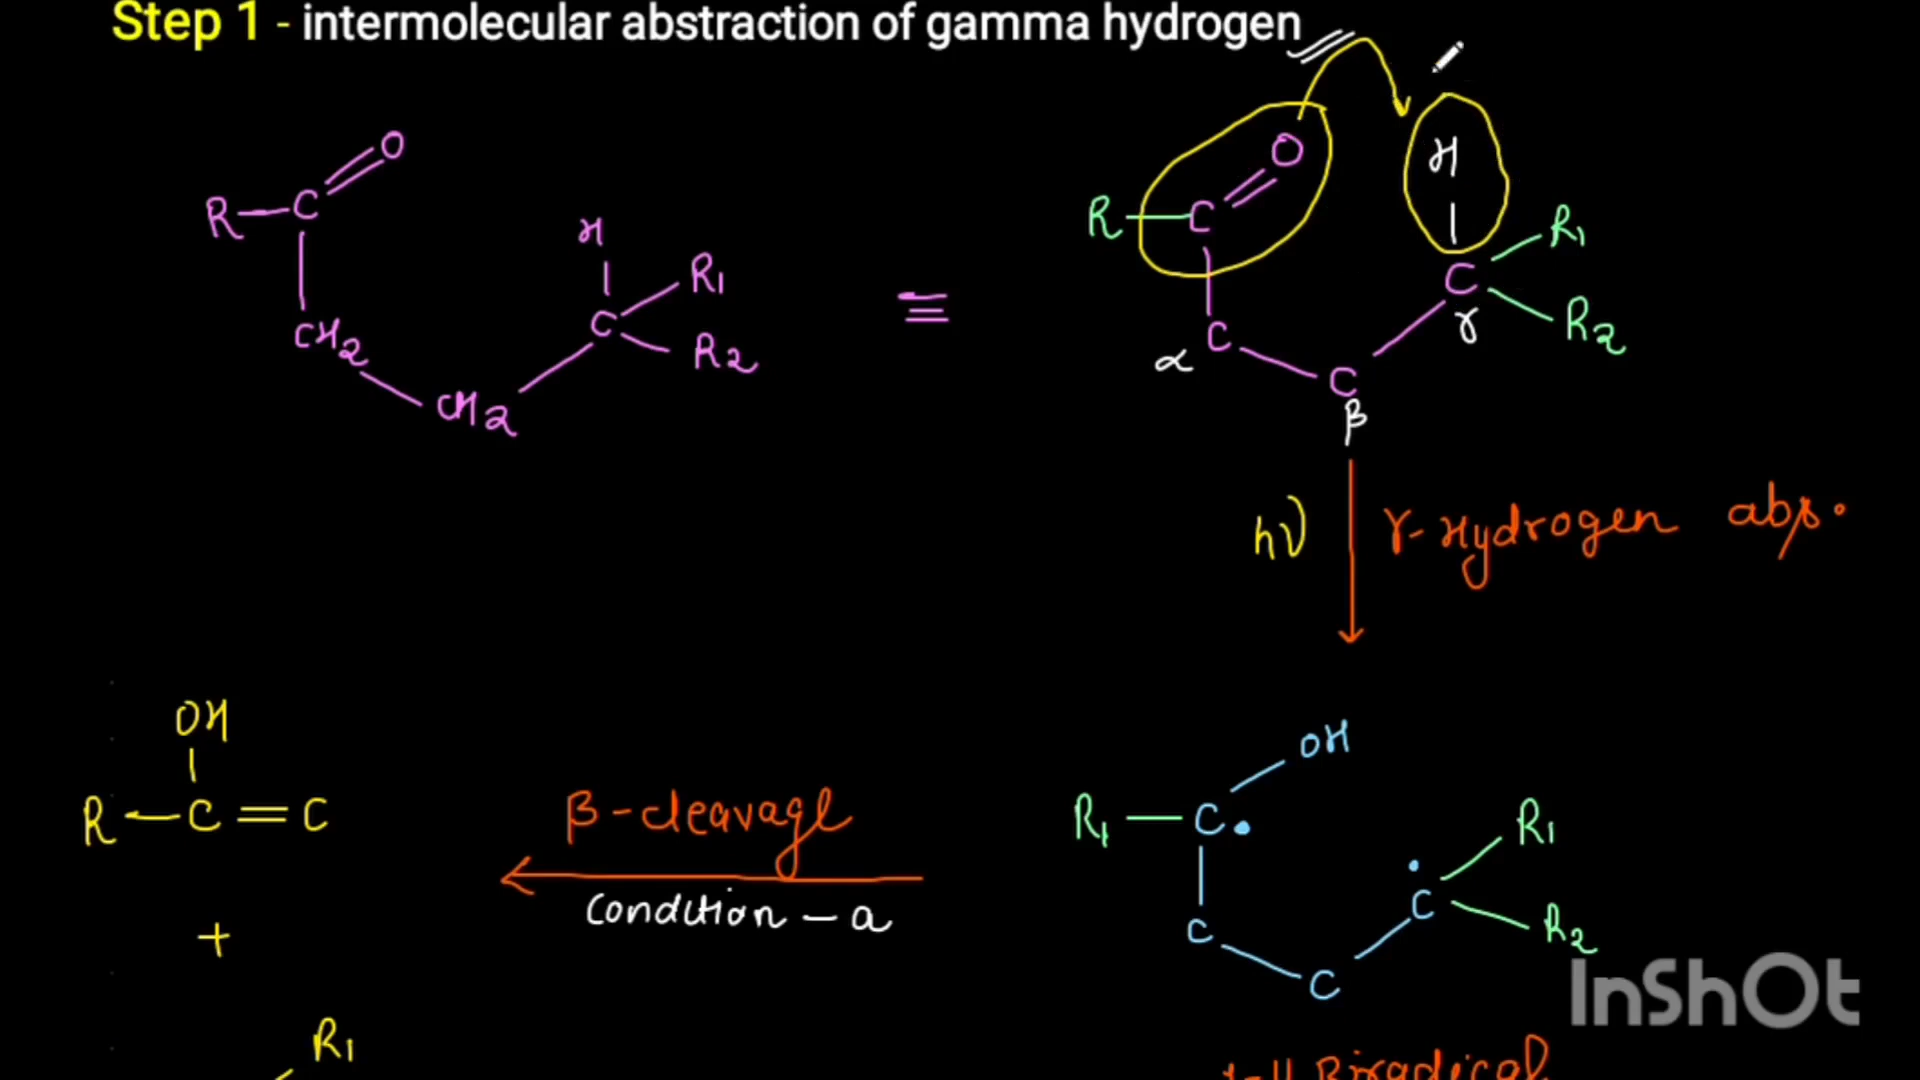 Step 1 - intermolecular abstraction of gamma hydrogen
R-C=O
CH2
CH2
H
C
R1
R2
≡
R-C=O
C
α
C
β
H
C
γ
R1
R2
hν
γ-Hydrogen abs.
OH
R-C=C
+
R1
β-cleavage
Condition - a
OH
R1-C•
C
C
•C
R1
R2
Biradical
InShOt